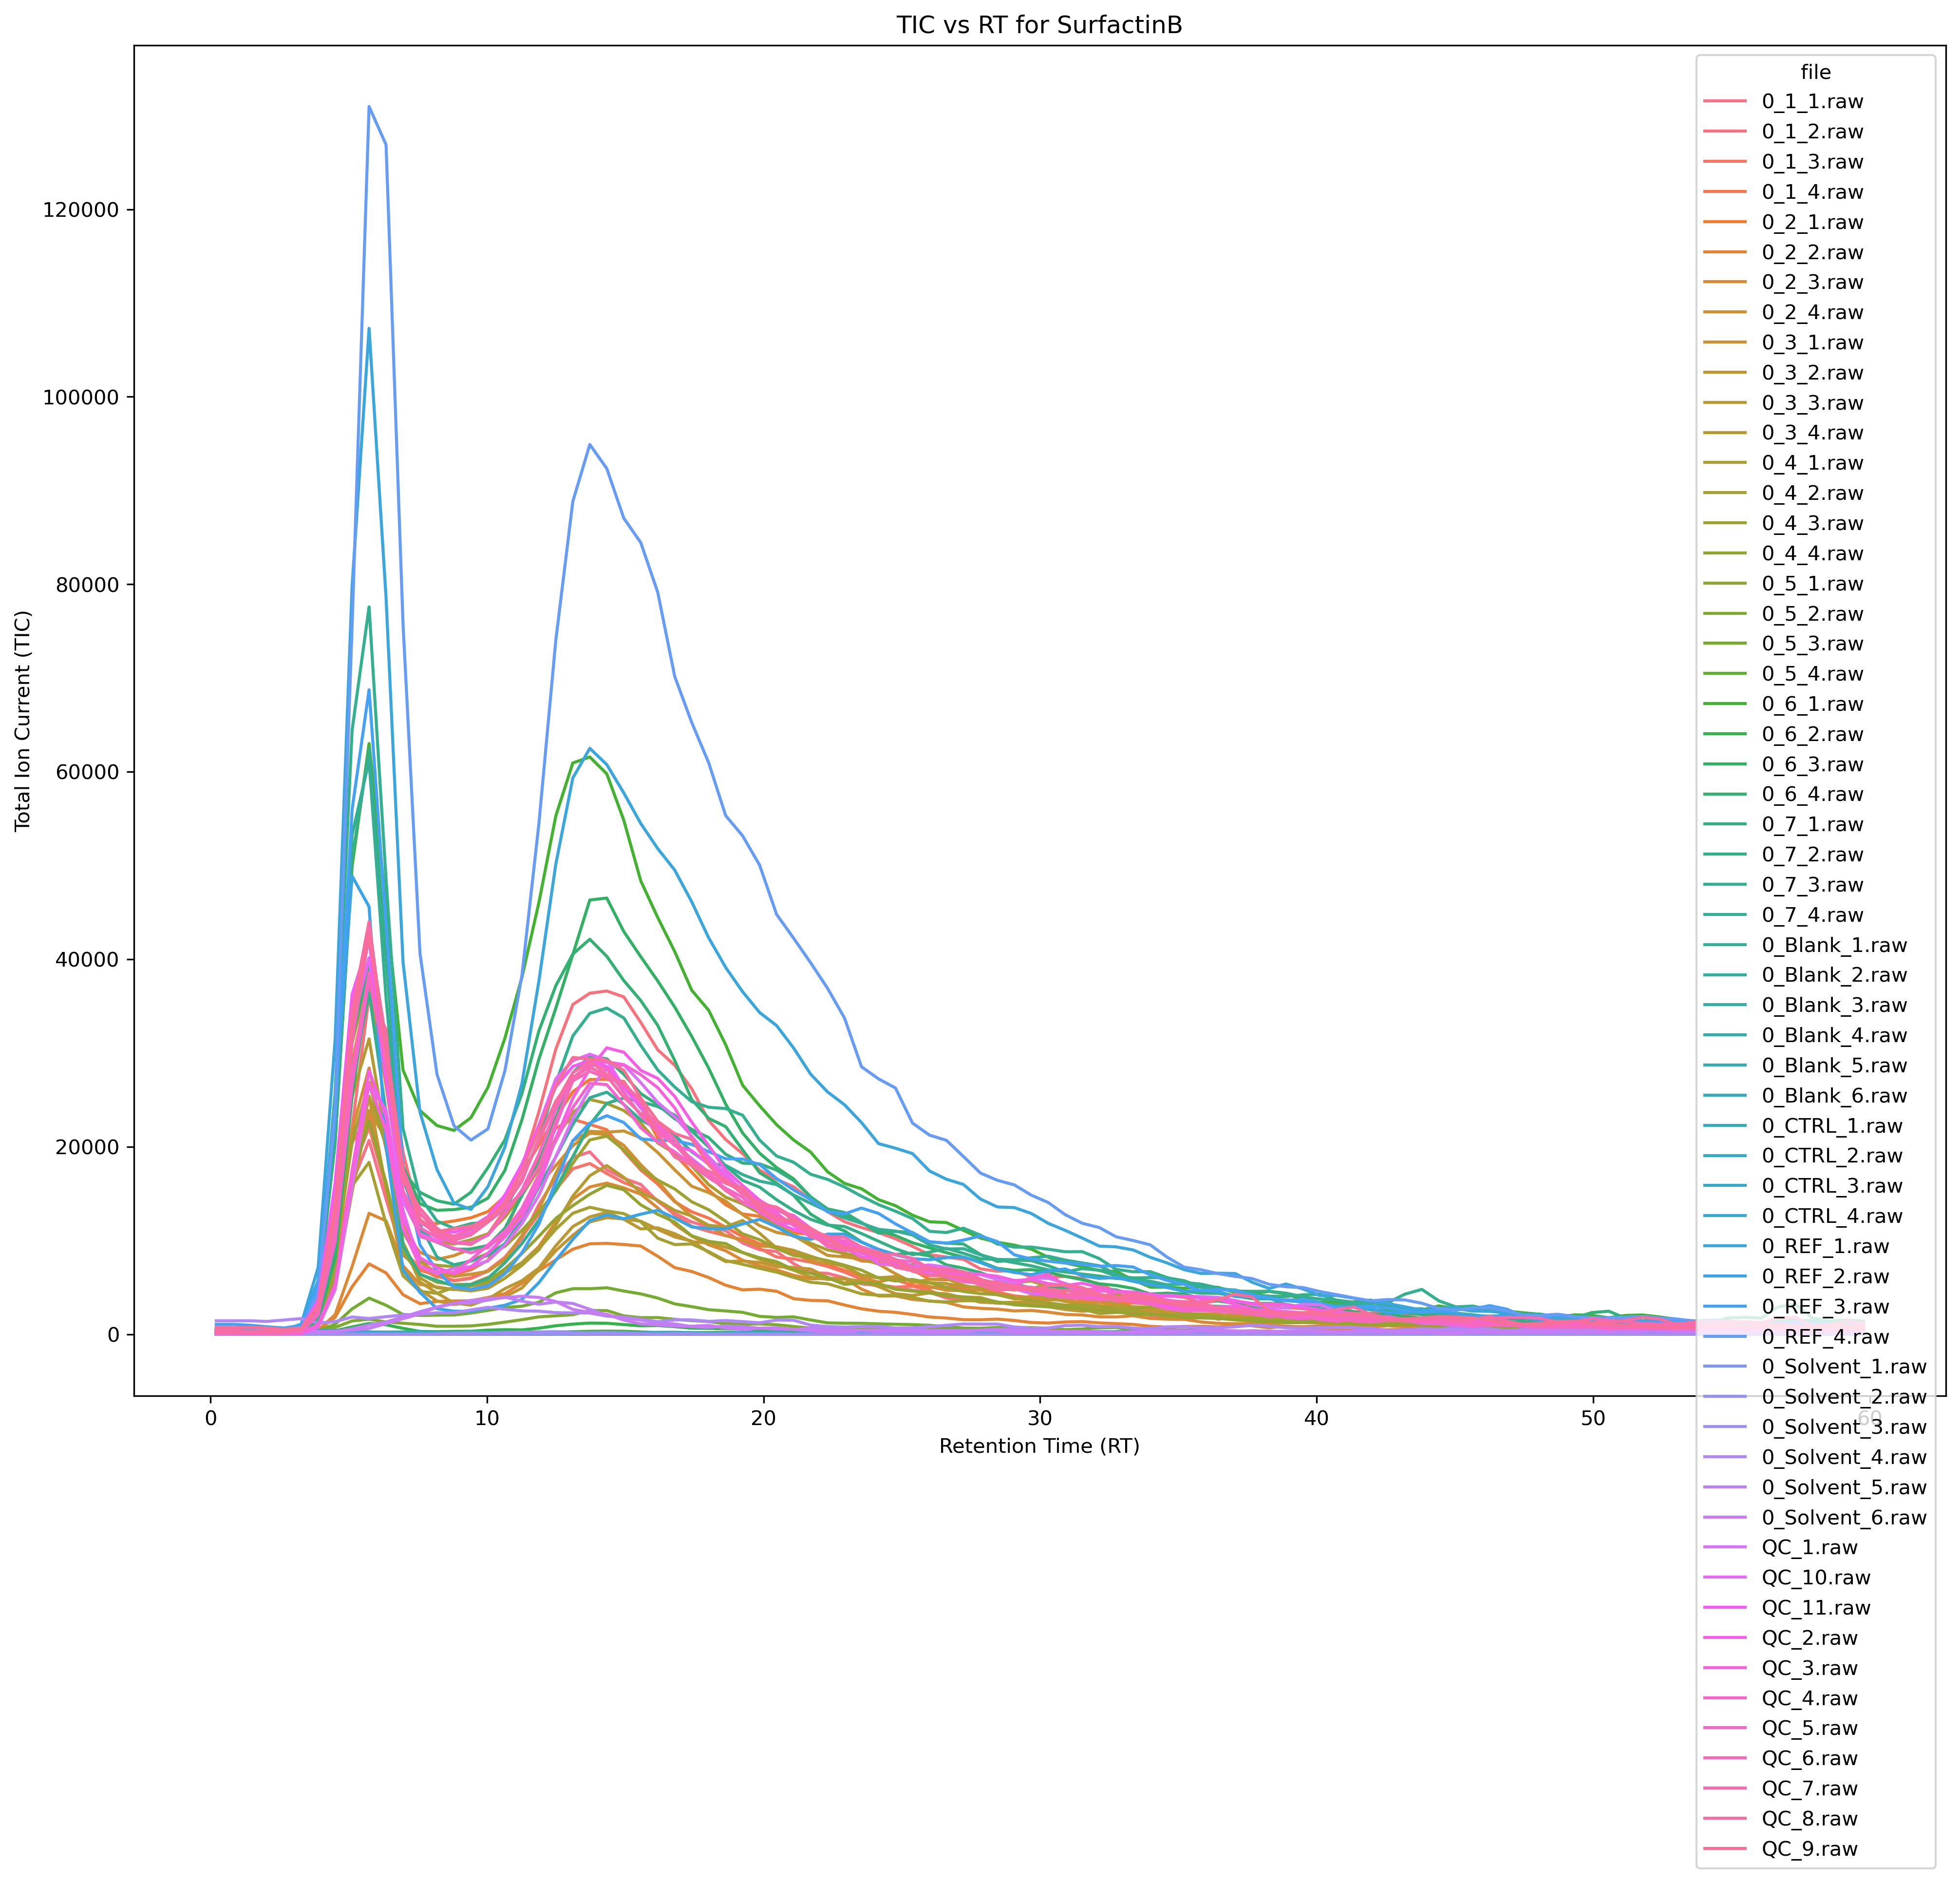 TIC vs RT for SurfactinB
Total Ion Current (TIC)
120000
100000
80000
60000
40000
20000
0
0
10
20
30
40
50
60
Retention Time (RT)
file
0_1_1.raw
0_1_2.raw
0_1_3.raw
0_1_4.raw
0_2_1.raw
0_2_2.raw
0_2_3.raw
0_2_4.raw
0_3_1.raw
0_3_2.raw
0_3_3.raw
0_3_4.raw
0_4_1.raw
0_4_2.raw
0_4_3.raw
0_4_4.raw
0_5_1.raw
0_5_2.raw
0_5_3.raw
0_5_4.raw
0_6_1.raw
0_6_2.raw
0_6_3.raw
0_6_4.raw
0_7_1.raw
0_7_2.raw
0_7_3.raw
0_7_4.raw
0_Blank_1.raw
0_Blank_2.raw
0_Blank_3.raw
0_Blank_4.raw
0_Blank_5.raw
0_Blank_6.raw
0_CTRL_1.raw
0_CTRL_2.raw
0_CTRL_3.raw
0_CTRL_4.raw
0_REF_1.raw
0_REF_2.raw
0_REF_3.raw
0_REF_4.raw
0_Solvent_1.raw
0_Solvent_2.raw
0_Solvent_3.raw
0_Solvent_4.raw
0_Solvent_5.raw
0_Solvent_6.raw
QC_1.raw
QC_10.raw
QC_11.raw
QC_2.raw
QC_3.raw
QC_4.raw
QC_5.raw
QC_6.raw
QC_7.raw
QC_8.raw
QC_9.raw